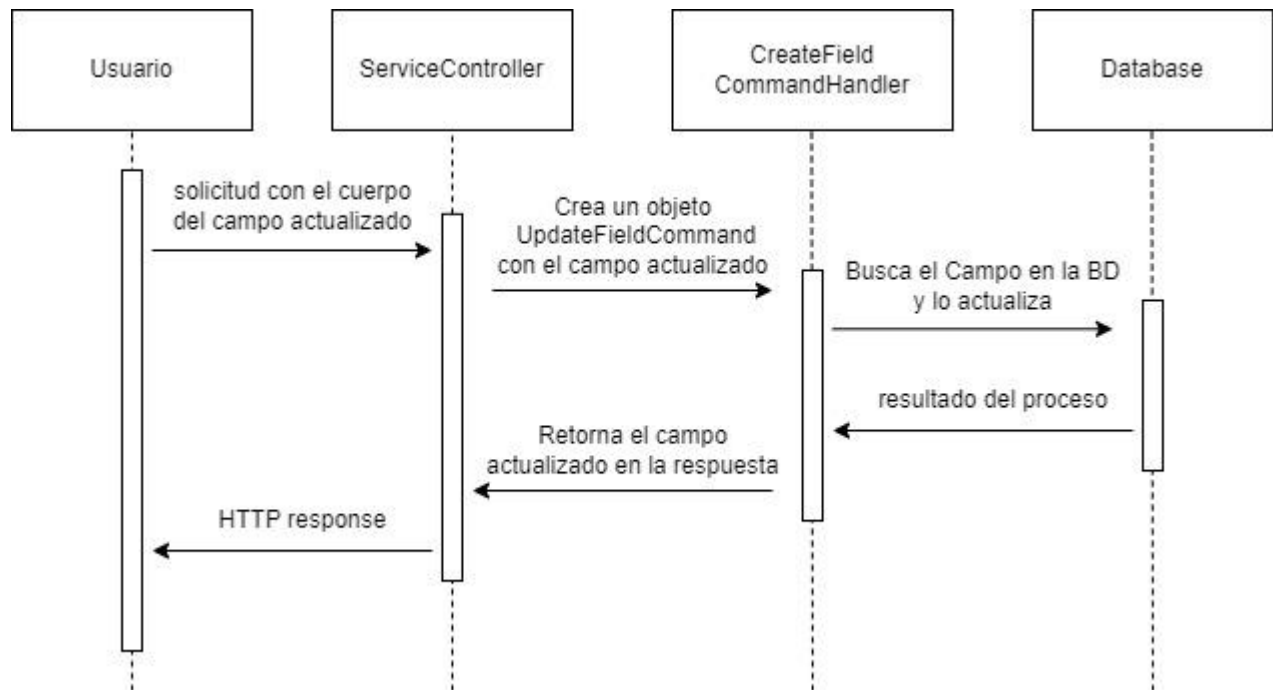 Usuario
ServiceController
CreateField
CommandHandler
Database
solicitud con el cuerpo
del campo actualizado
Crea un objeto
UpdateFieldCommand
con el campo actualizado
Busca el Campo en la BD
y lo actualiza
resultado del proceso
Retorna el campo
actualizado en la respuesta
HTTP response